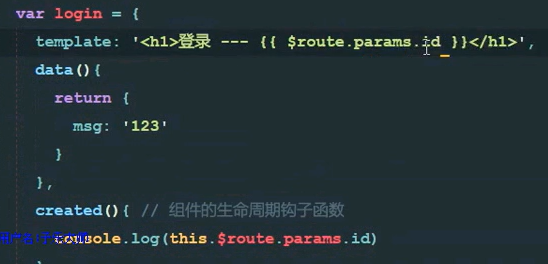 var login = {
template: '<h1>登录 --- {{ $route.params.id }}</h1>',
data(){
return {
msg: '123'
}
},
created(){ // 组件的生命周期钩子函数
console.log(this.$route.params.id)